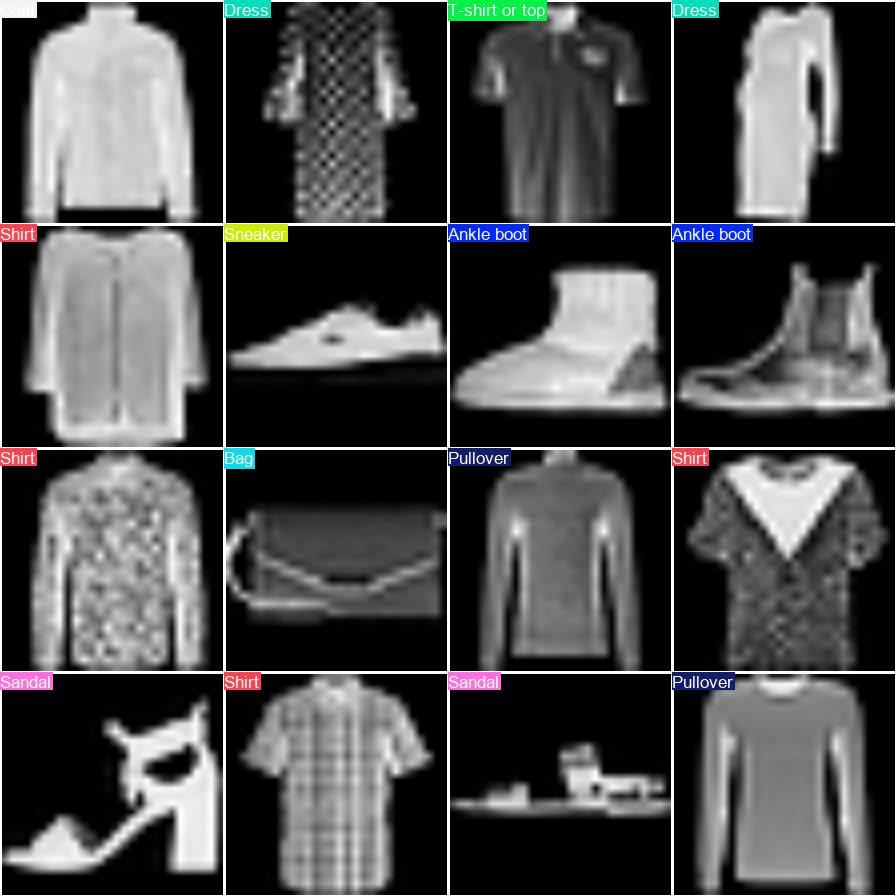 Coat
Dress
T-shirt or top
Dress
Shirt
Sneaker
Ankle boot
Ankle boot
Shirt
Bag
Pullover
Shirt
Sandal
Shirt
Sandal
Pullover